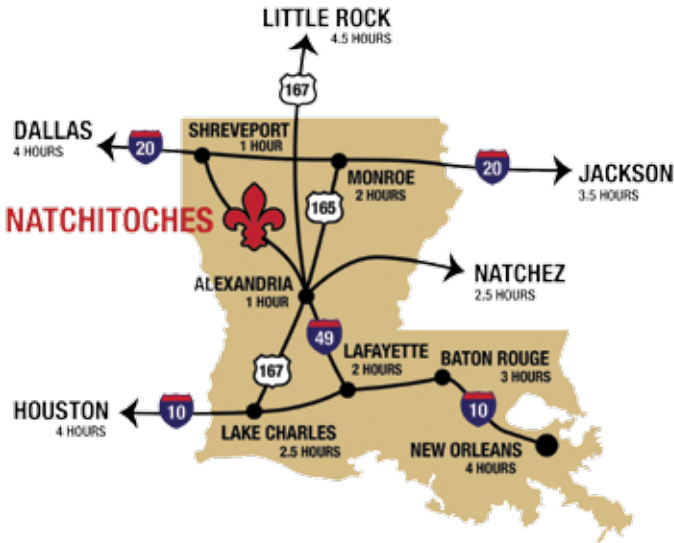 LITTLE ROCK
4.5 HOURS
167
DALLAS
4 HOURS
20
SHREVEPORT
1 HOUR
MONROE
2 HOURS
20
JACKSON
3.5 HOURS
165
NATCHITOCHES
ALEXANDRIA
1 HOUR
NATCHEZ
2.5 HOURS
49
167
LAFAYETTE
2 HOURS
BATON ROUGE
3 HOURS
HOUSTON
4 HOURS
10
LAKE CHARLES
2.5 HOURS
10
NEW ORLEANS
4 HOURS